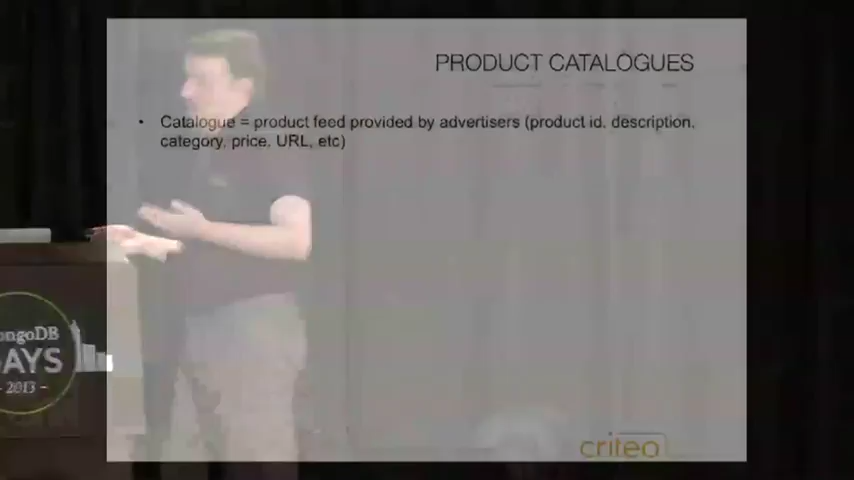 PRODUCT CATALOGUES
• Catalogue = product feed provided by advertisers (product id, description,
category, price, URL, etc)
ongoDB
AYS
- 2013 -
criteo